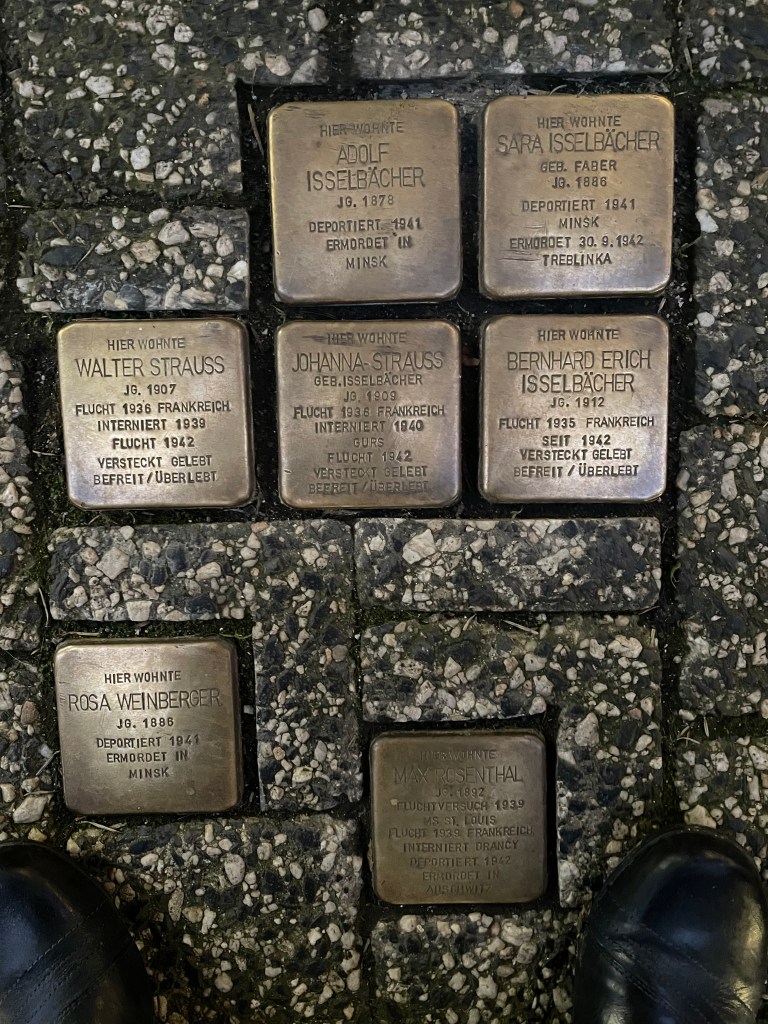 HIER WOHNTE
ADOLF
ISSELBÄCHER
JG. 1878
DEPORTIERT 1941
ERMORDET IN
MINSK
HIER WOHNTE
SARA ISSELBÄCHER
GEB. FABER
JG. 1886
DEPORTIERT 1941
MINSK
ERMORDET 30.9.1942
TREBLINKA
HIER WOHNTE
WALTER STRAUSS
JG. 1907
FLUCHT 1936 FRANKREICH
INTERNIERT 1939
FLUCHT 1942
VERSTECKT GELEBT
BEFREIT/ÜBERLEBT
HIER WOHNTE
JOHANNA STRAUSS
GEB. ISSELBÄCHER
JG. 1909
FLUCHT 1936 FRANKREICH
INTERNIERT 1940
GURS
FLUCHT 1942
VERSTECKT GELEBT
BEFREIT/ÜBERLEBT
HIER WOHNTE
BERNHARD ERICH
ISSELBÄCHER
JG. 1912
FLUCHT 1935 FRANKREICH
SEIT 1942
VERSTECKT GELEBT
BEFREIT/ÜBERLEBT
HIER WOHNTE
ROSA WEINBERGER
JG. 1886
DEPORTIERT 1941
ERMORDET IN
MINSK
HIER WOHNTE
MAX ROSENTHAL
JG. 1892
FLUCHTVERSUCH 1939
MS. ST. LOUIS
FLUCHT 1939 FRANKREICH
INTERNIERT DRANCY
DEPORTIERT 1942
ERMORDET IN
AUSCHWITZ